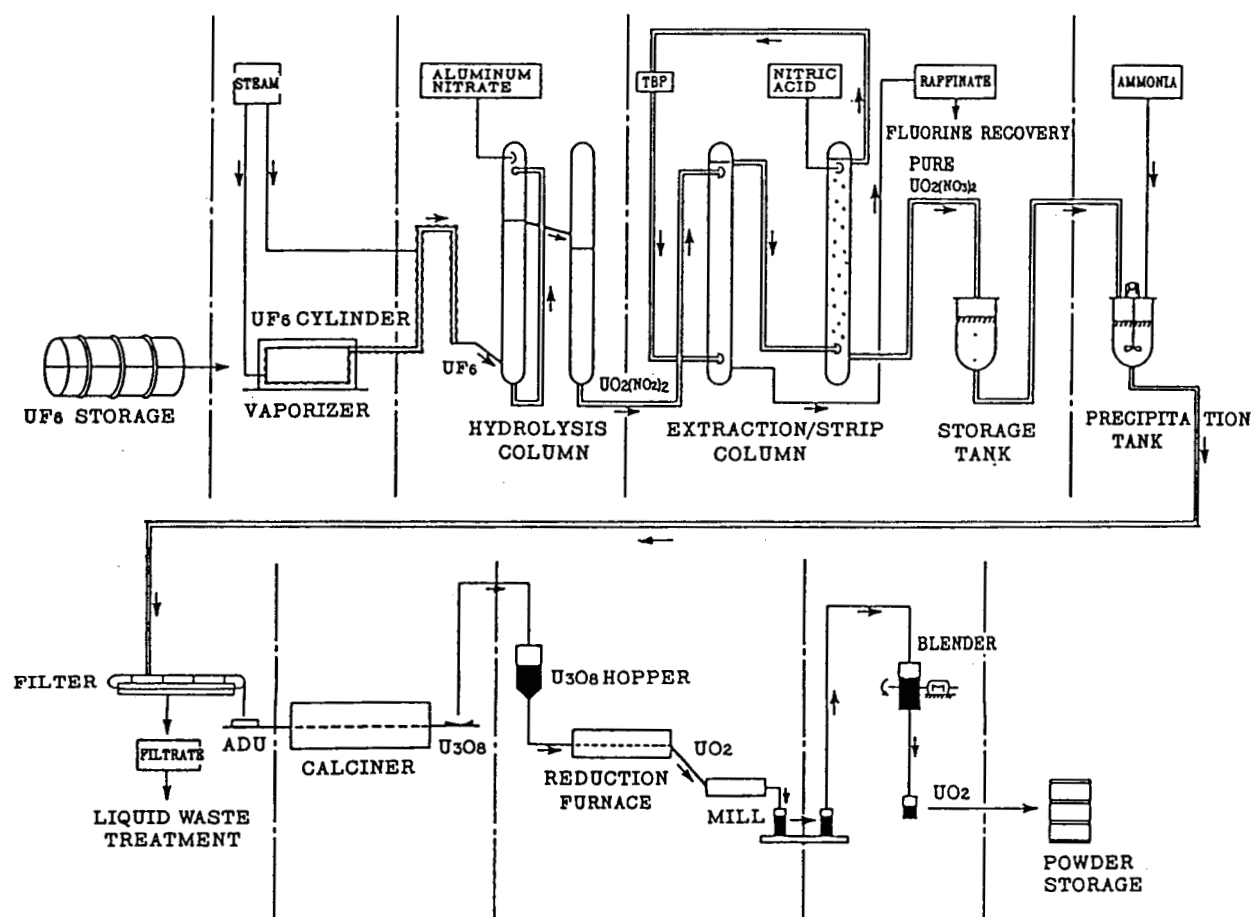 STEAM
ALUMINUM
NITRATE
TBP
NITRIC
ACID
RAFFINATE
AMMONIA
FLUORINE RECOVERY
PURE
UO2(NO3)2
UF6 CYLINDER
UF6
UO2(NO2)2
UF6 STORAGE
VAPORIZER
HYDROLYSIS
COLUMN
EXTRACTION/STRIP
COLUMN
STORAGE
TANK
PRECIPITATION
TANK
BLENDER
M
FILTER
U3O8 HOPPER
ADU
U3O8
UO2
FILTRATE
CALCINER
REDUCTION
FURNACE
MILL
UO2
LIQUID WASTE
TREATMENT
POWDER
STORAGE